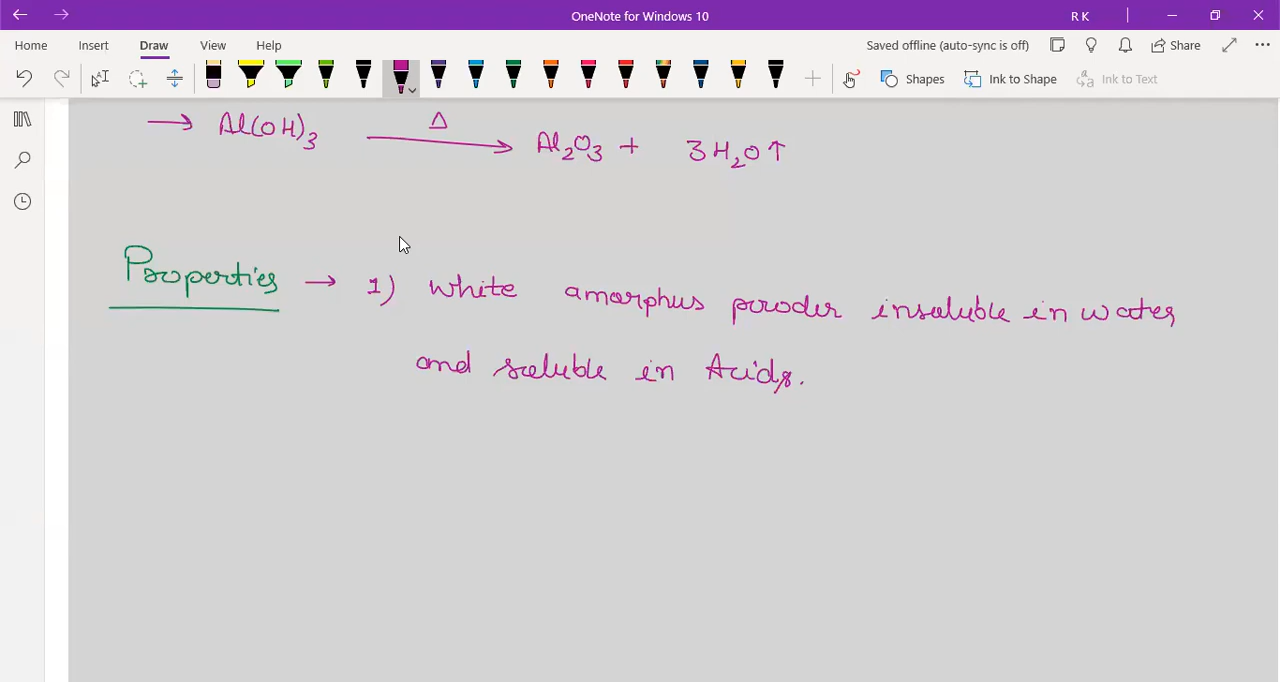 OneNote for Windows 10
R K
Home Insert Draw View Help
Saved offline (auto-sync is off) Share
Shapes Ink to Shape Ink to Text
→ Al(OH)3 Δ → Al2O3 + 3H2O↑
Properties → 1) white amorphus powder insoluble in water
and soluble in Acids.